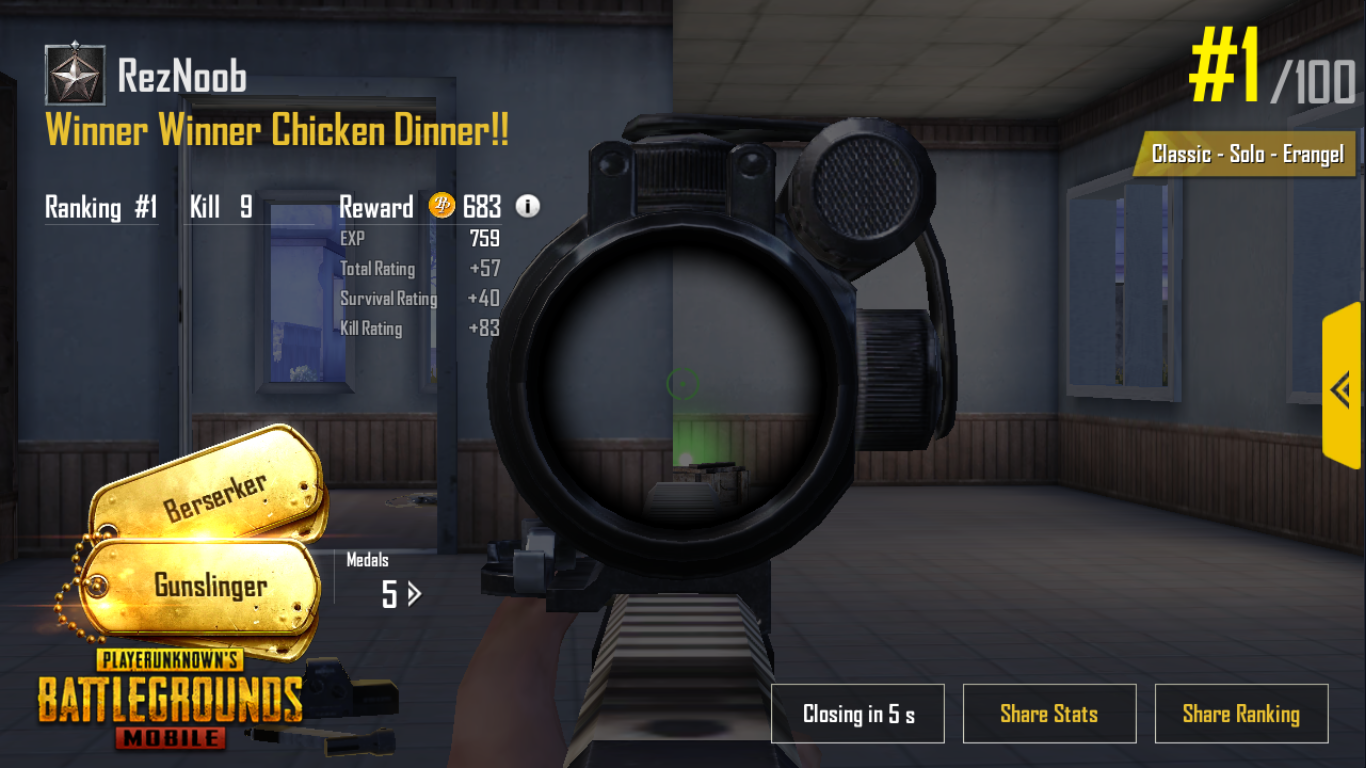 RezNoob
Winner Winner Chicken Dinner!!
#1 /100
Classic - Solo - Erangel
Ranking #1 Kill 9 Reward 683 i
EXP 759
Total Rating +57
Survival Rating +40
Kill Rating +83
Berserker
Gunslinger
Medals
5
PLAYERUNKNOWN'S
BATTLEGROUNDS
MOBILE
Closing in 5 s
Share Stats
Share Ranking